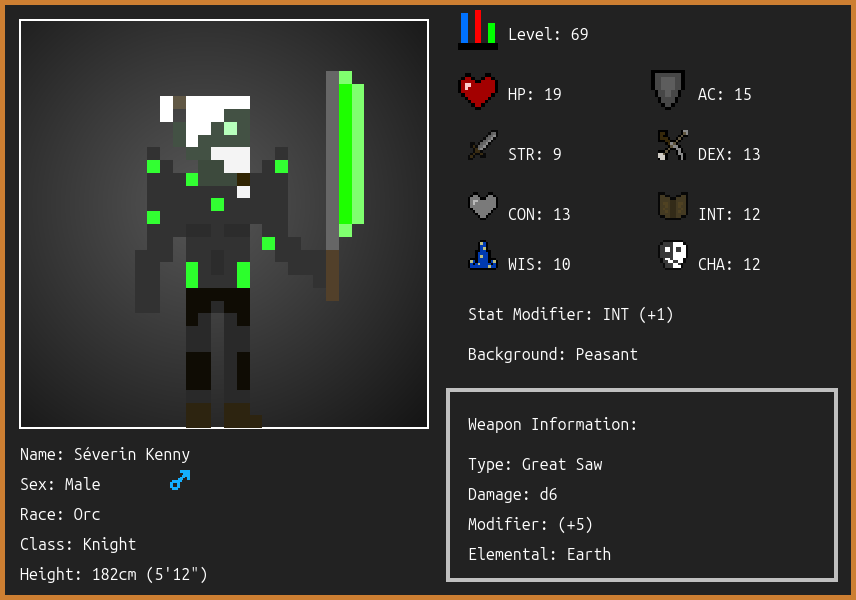 Level: 69
HP: 19
AC: 15
STR: 9
DEX: 13
CON: 13
INT: 12
WIS: 10
CHA: 12
Stat Modifier: INT (+1)
Background: Peasant
Weapon Information:
Type: Great Saw
Damage: d6
Modifier: (+5)
Elemental: Earth
Name: Séverin Kenny
Sex: Male
Race: Orc
Class: Knight
Height: 182cm (5'12")